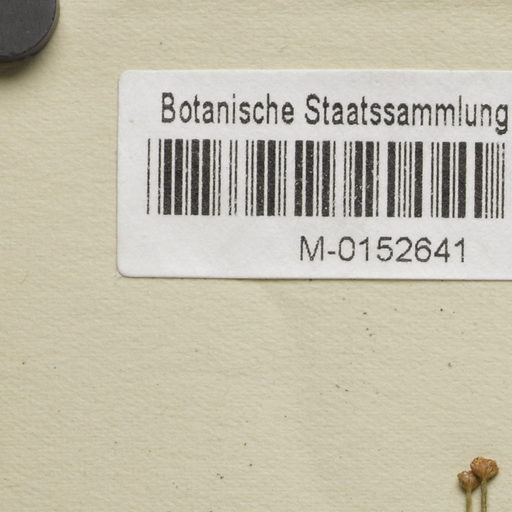 Botanische Staatssammlung
M-0152641